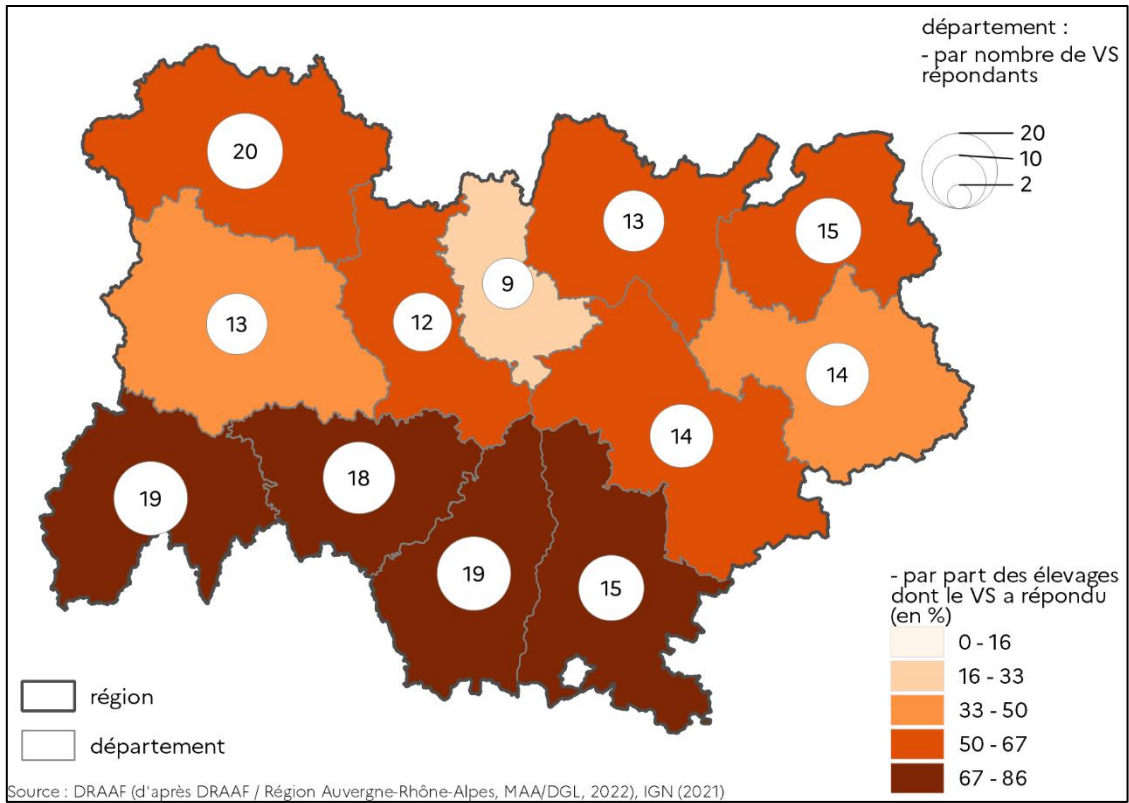 département :
- par nombre de VS
répondants
20
10
2
20
13
15
9
13
12
14
14
18
19
19
15
- par part des élevages
dont le VS a répondu
(en %)
0 - 16
16 - 33
33 - 50
50 - 67
67 - 86
région
département
Source : DRAAF (d'après DRAAF / Région Auvergne-Rhône-Alpes, MAA/DGL, 2022), IGN (2021)